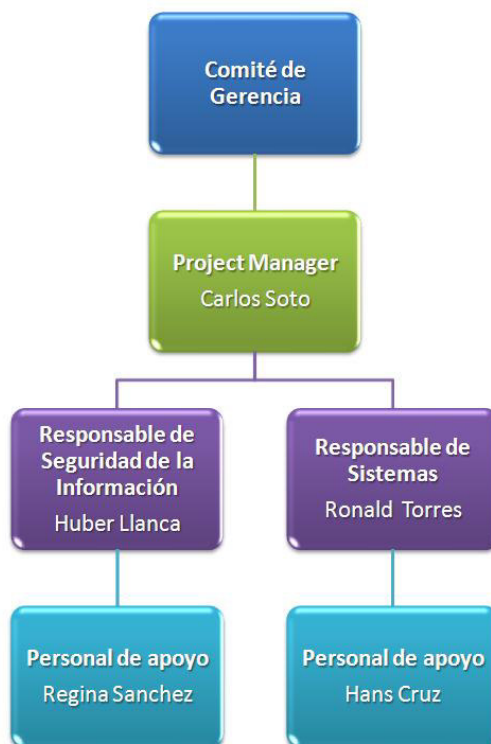 Comité de
Gerencia
Project Manager
Carlos Soto
Responsable de
Seguridad de la
Información
Huber Llanca
Responsable de
Sistemas
Ronald Torres
Personal de apoyo
Regina Sanchez
Personal de apoyo
Hans Cruz